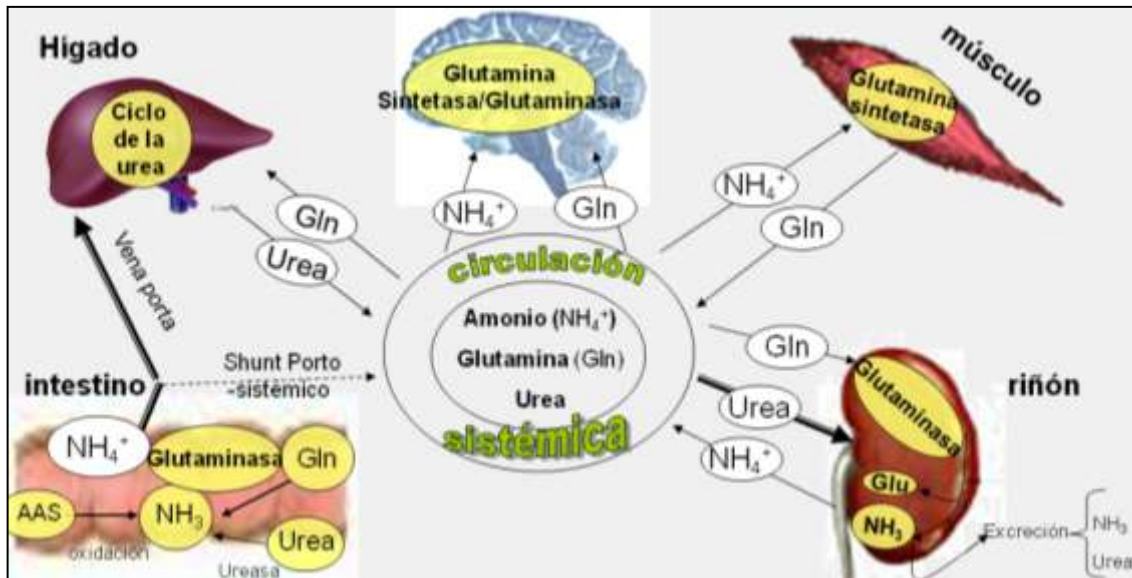 Higado
Ciclo
de la
urea
Gln
Urea
Vena porta
Glutamina
Sintetasa/Glutaminasa
NH₄⁺
Gln
músculo
Glutamina
sintetasa
NH₄⁺
Gln
circulación
Amonio (NH₄⁺)
Glutamina (Gln)
Urea
sistémica
Shunt Porto
-sistémico
intestino
NH₄⁺
Glutaminasa
Gln
AAS
NH₃
oxidación
Urea
Ureasa
Gln
Urea
NH₄⁺
riñón
Glutaminasa
Glu
NH₃
Excreción
NH₃
Urea